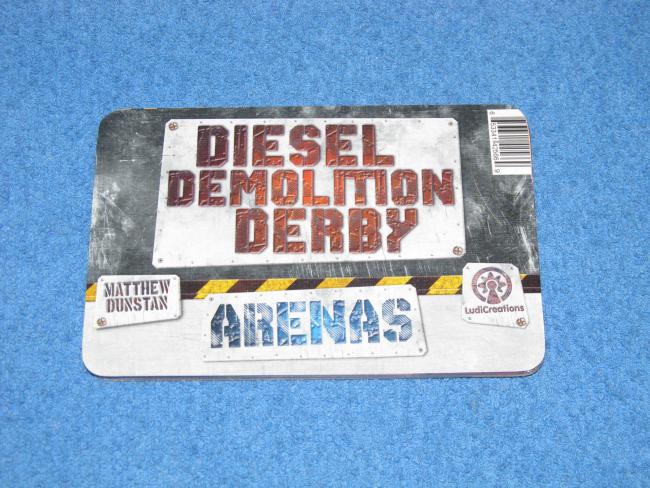 DIESEL
DEMOLITION
DERBY
MATTHEW
DUNSTAN
ARENAS
LudiCreations